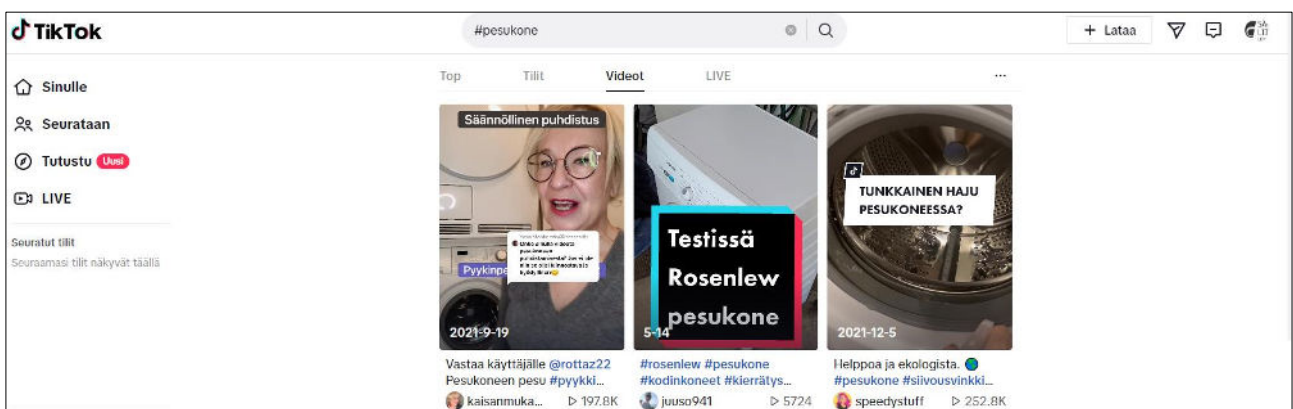 TikTok
#pesukone
+ Lataa
Sinulle
Seurataan
Tutustu Uusi
LIVE
Seuratut tilit
Seuraamasi tilit näkyvät täällä
Top Tilit Videot LIVE ...
Säännöllinen puhdistus
2021-9-19
Vastaa käyttäjälle @rottaz22
Pesukoneen pesu #pyykki...
kaisanmuka... 197.8K
Testissä
Rosenlew
pesukone
5-14
#rosenlew #pesukone
#kodinkoneet #kierrätys...
juuso941 5724
TUNKKAINEN HAJU
PESUKONEESSA?
2021-12-5
Helppoa ja ekologista.
#pesukone #siivousvinkki...
speedystuff 252.8K